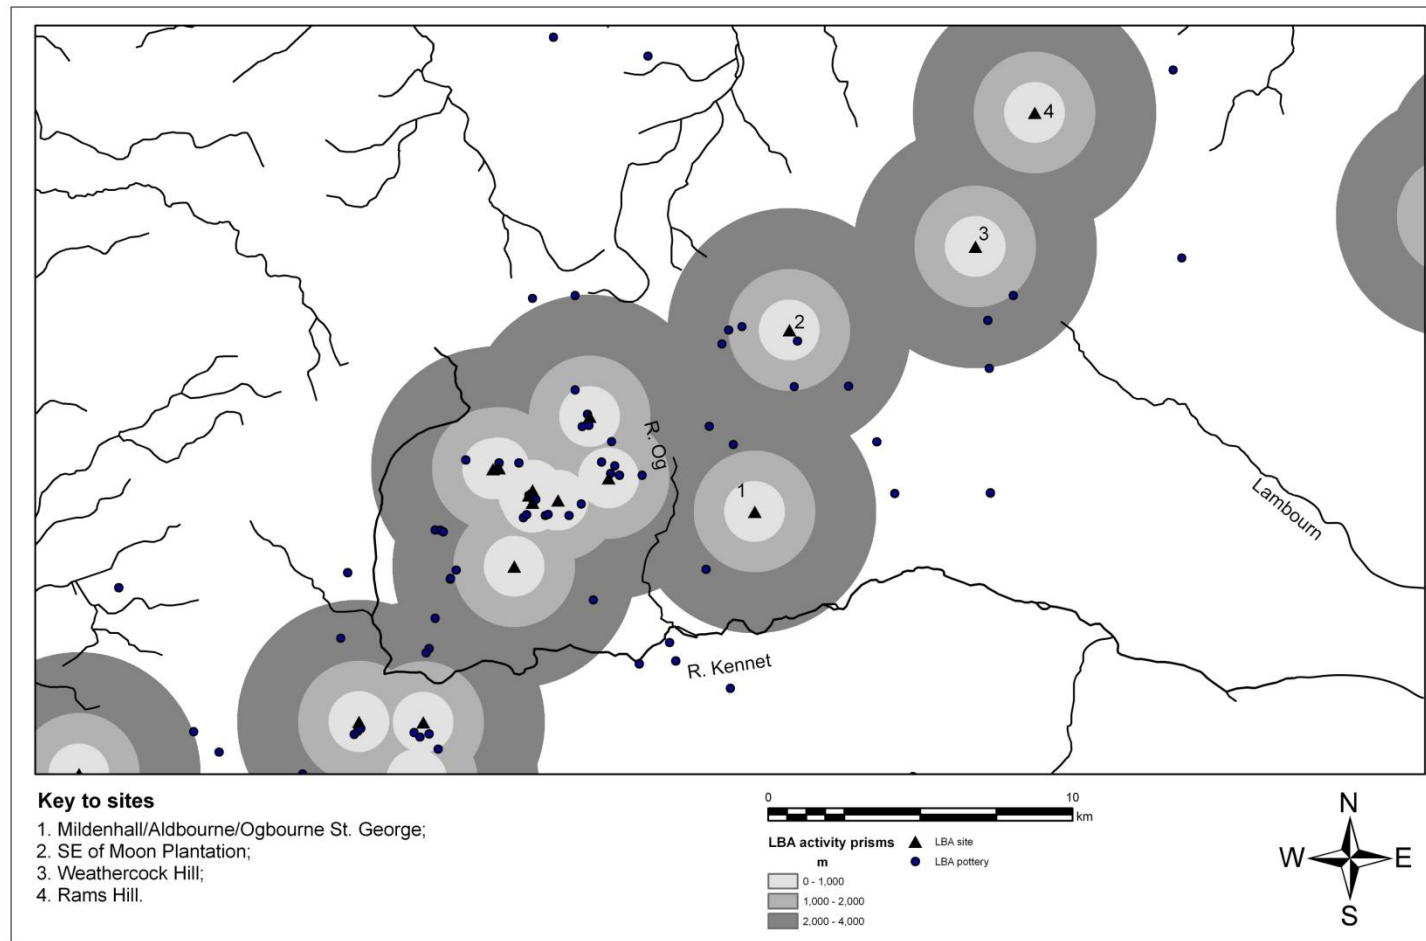 4
3
2
R. Og
1
Lambourn
R. Kennet
Key to sites
1. Mildenhall/Aldbourne/Ogbourne St. George;
2. SE of Moon Plantation;
3. Weathercock Hill;
4. Rams Hill.
0 10
km
LBA activity prisms
m
0 - 1,000
1,000 - 2,000
2,000 - 4,000
LBA site
LBA pottery
N
W E
S